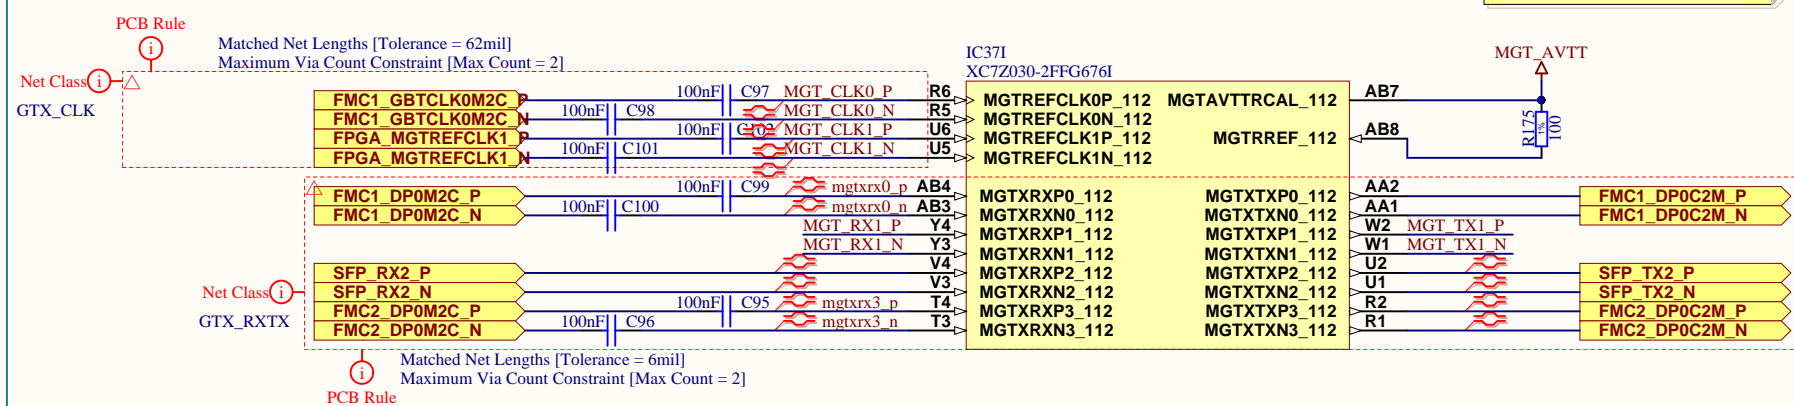 PCB Rule
Matched Net Lengths [Tolerance = 62mil]
Maximum Via Count Constraint [Max Count = 2]
Net Class
GTX_CLK
IC37I
XC7Z030-2FFG676I
MGT_AVTT
FMC1_GBTCLK0M2C_P 100nF C97 MGT_CLK0_P R6 MGTREFCLK0P_112 MGTAVTTRCAL_112 AB7
FMC1_GBTCLK0M2C_N 100nF C98 MGT_CLK0_N R5 MGTREFCLK0N_112
FPGA_MGTREFCLK1_P 100nF C102 MGT_CLK1_P U6 MGTREFCLK1P_112 MGTRREF_112 AB8 R175 1% 100
FPGA_MGTREFCLK1_N 100nF C101 MGT_CLK1_N U5 MGTREFCLK1N_112
FMC1_DP0M2C_P 100nF C99 mgtxrx0_p AB4 MGTXRXP0_112 MGTXTXP0_112 AA2 FMC1_DP0C2M_P
FMC1_DP0M2C_N 100nF C100 mgtxrx0_n AB3 MGTXRXN0_112 MGTXTXN0_112 AA1 FMC1_DP0C2M_N
MGT_RX1_P Y4 MGTXRXP1_112 MGTXTXP1_112 W2 MGT_TX1_P
MGT_RX1_N Y3 MGTXRXN1_112 MGTXTXN1_112 W1 MGT_TX1_N
SFP_RX2_P V4 MGTXRXP2_112 MGTXTXP2_112 U2 SFP_TX2_P
SFP_RX2_N V3 MGTXRXN2_112 MGTXTXN2_112 U1 SFP_TX2_N
FMC2_DP0M2C_P 100nF C95 mgtxrx3_p T4 MGTXRXP3_112 MGTXTXP3_112 R2 FMC2_DP0C2M_P
FMC2_DP0M2C_N 100nF C96 mgtxrx3_n T3 MGTXRXN3_112 MGTXTXN3_112 R1 FMC2_DP0C2M_N
Net Class
GTX_RXTX
Matched Net Lengths [Tolerance = 6mil]
Maximum Via Count Constraint [Max Count = 2]
PCB Rule